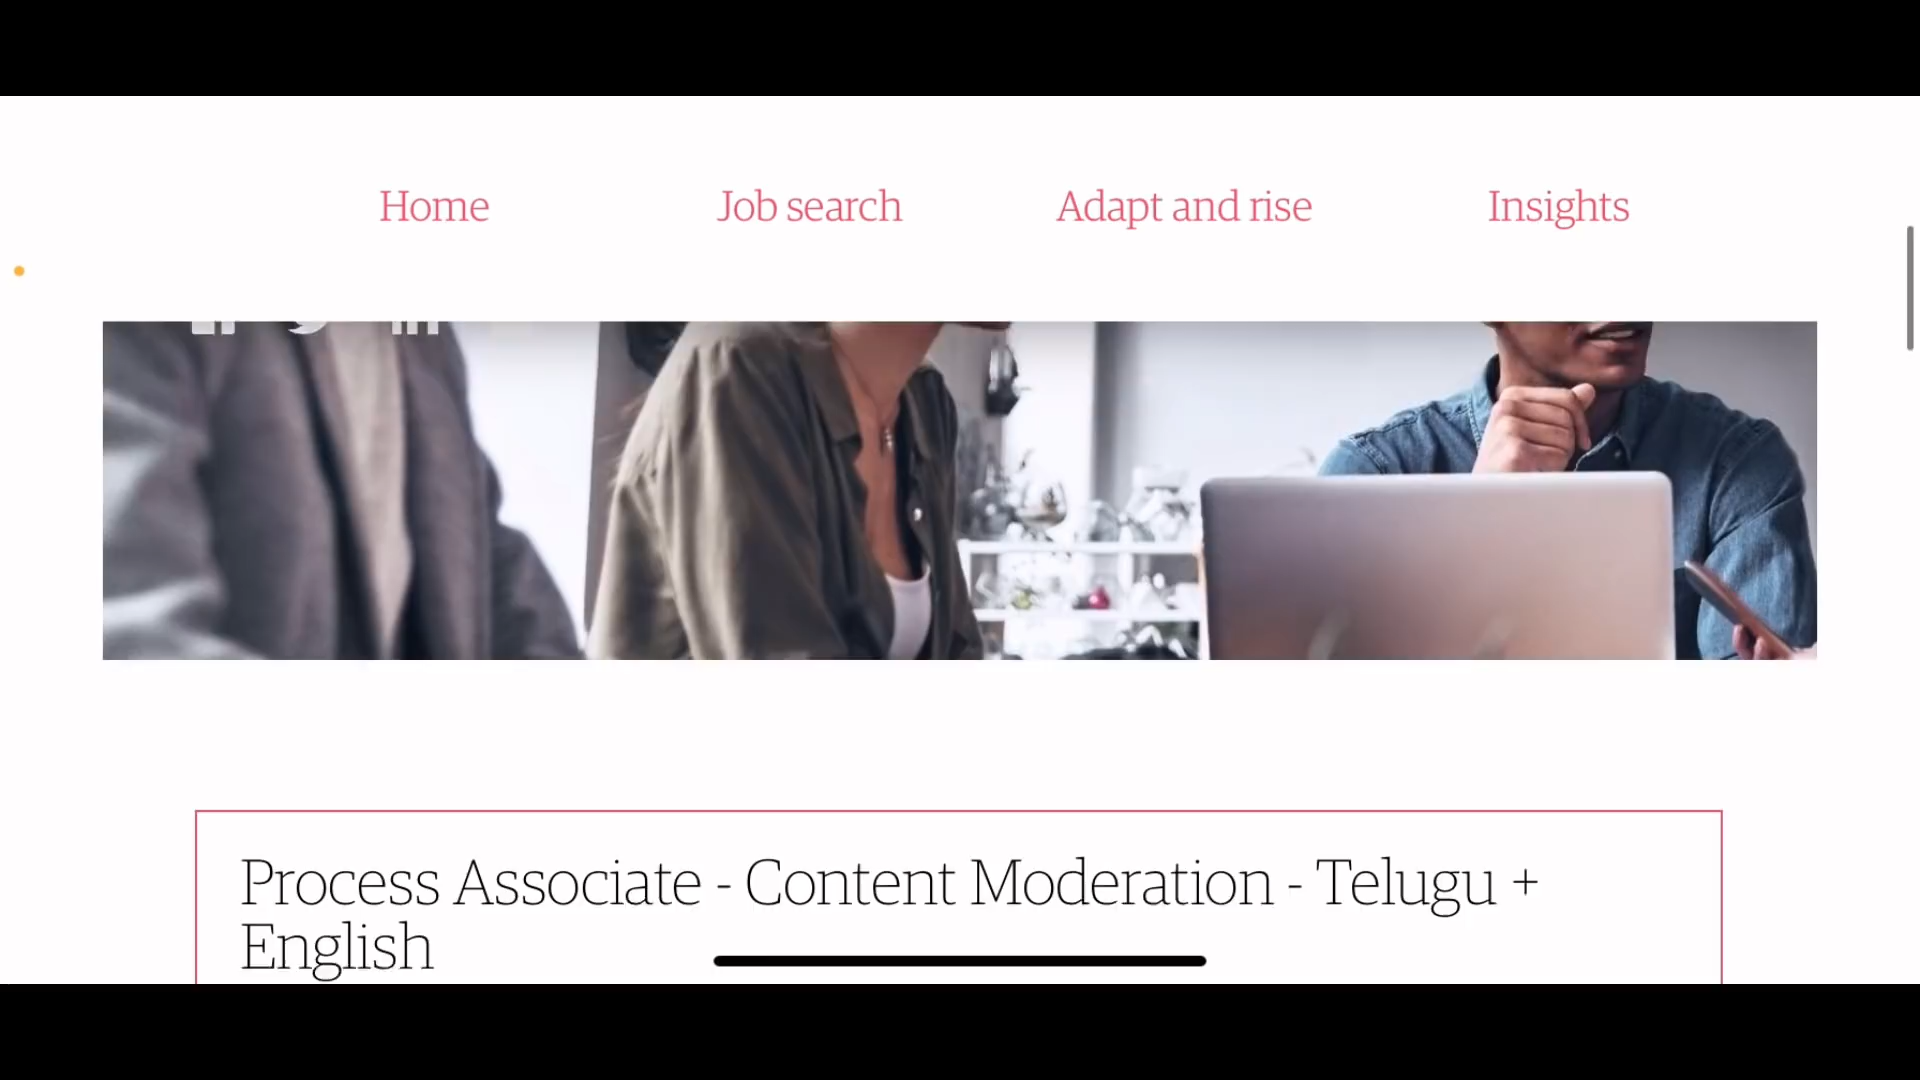 Home Job search Adapt and rise Insights
Process Associate - Content Moderation - Telugu +
English